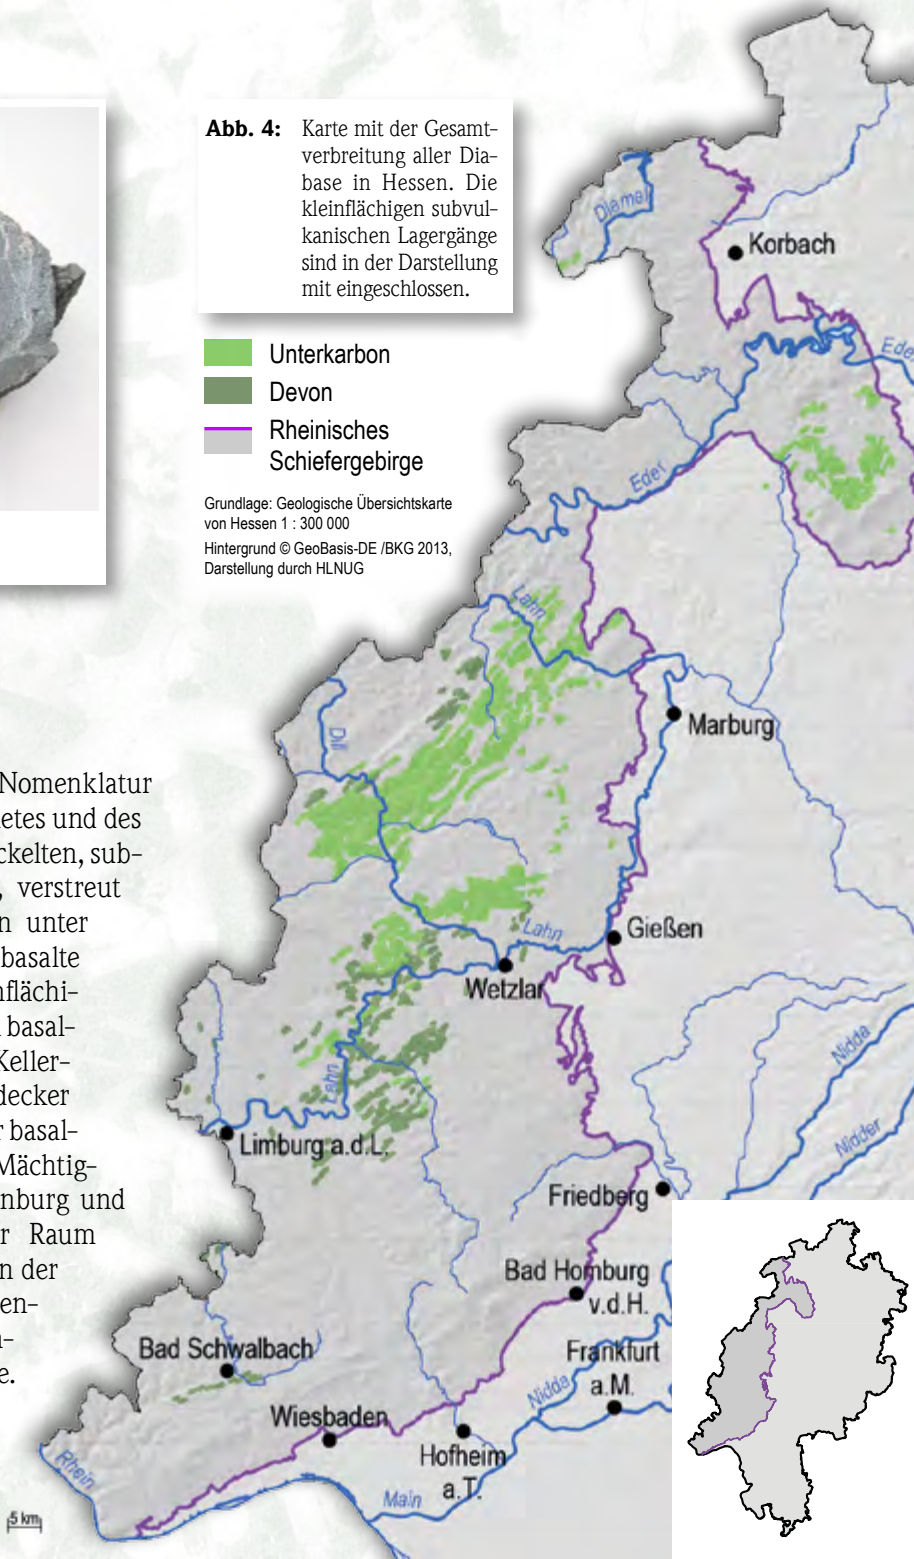 Abb. 4: Karte mit der Gesamt-
verbreitung aller Dia-
base in Hessen. Die
kleinflächigen subvul-
kanischen Lagergänge
sind in der Darstellung
mit eingeschlossen.
Unterkarbon
Devon
Rheinisches
Schiefergebirge
Grundlage: Geologische Übersichtskarte
von Hessen 1 : 300 000
Hintergrund © GeoBasis-DE /BKG 2013,
Darstellung durch HLNUG
Diemel
Korbach
Eder
Eder
Lahn
Dill
Marburg
Nomenklatur
etes und des
ckelten, sub-
, verstreut
n unter
basalte
nflächi-
basal-
Keller-
decker
r basal-
Mächtig-
nburg und
r Raum
n der
en-
-
e.
Lahn
Gießen
Wetzlar
Nidda
Lahn
Nidder
Limburg a.d.L.
Friedberg
Bad Homburg
v.d.H.
Bad Schwalbach
Frankfurt
a.M.
Nidda
Wiesbaden
Hofheim
a.T.
Rhein
Main
5 km